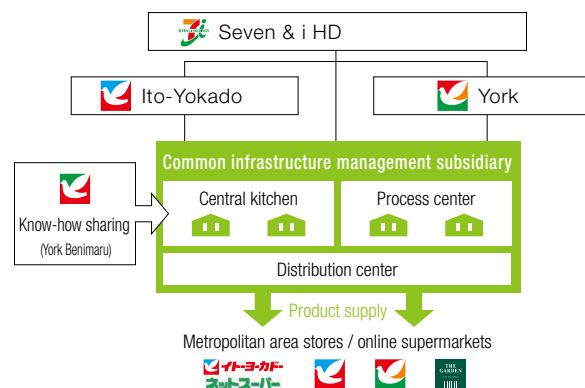 Seven & i HD
Ito-Yokado
York
Common infrastructure management subsidiary
Know-how sharing
(York Benimaru)
Central kitchen
Process center
Distribution center
Product supply
Metropolitan area stores / online supermarkets
イトーヨーカドー
ネットスーパー
THE
GARDEN